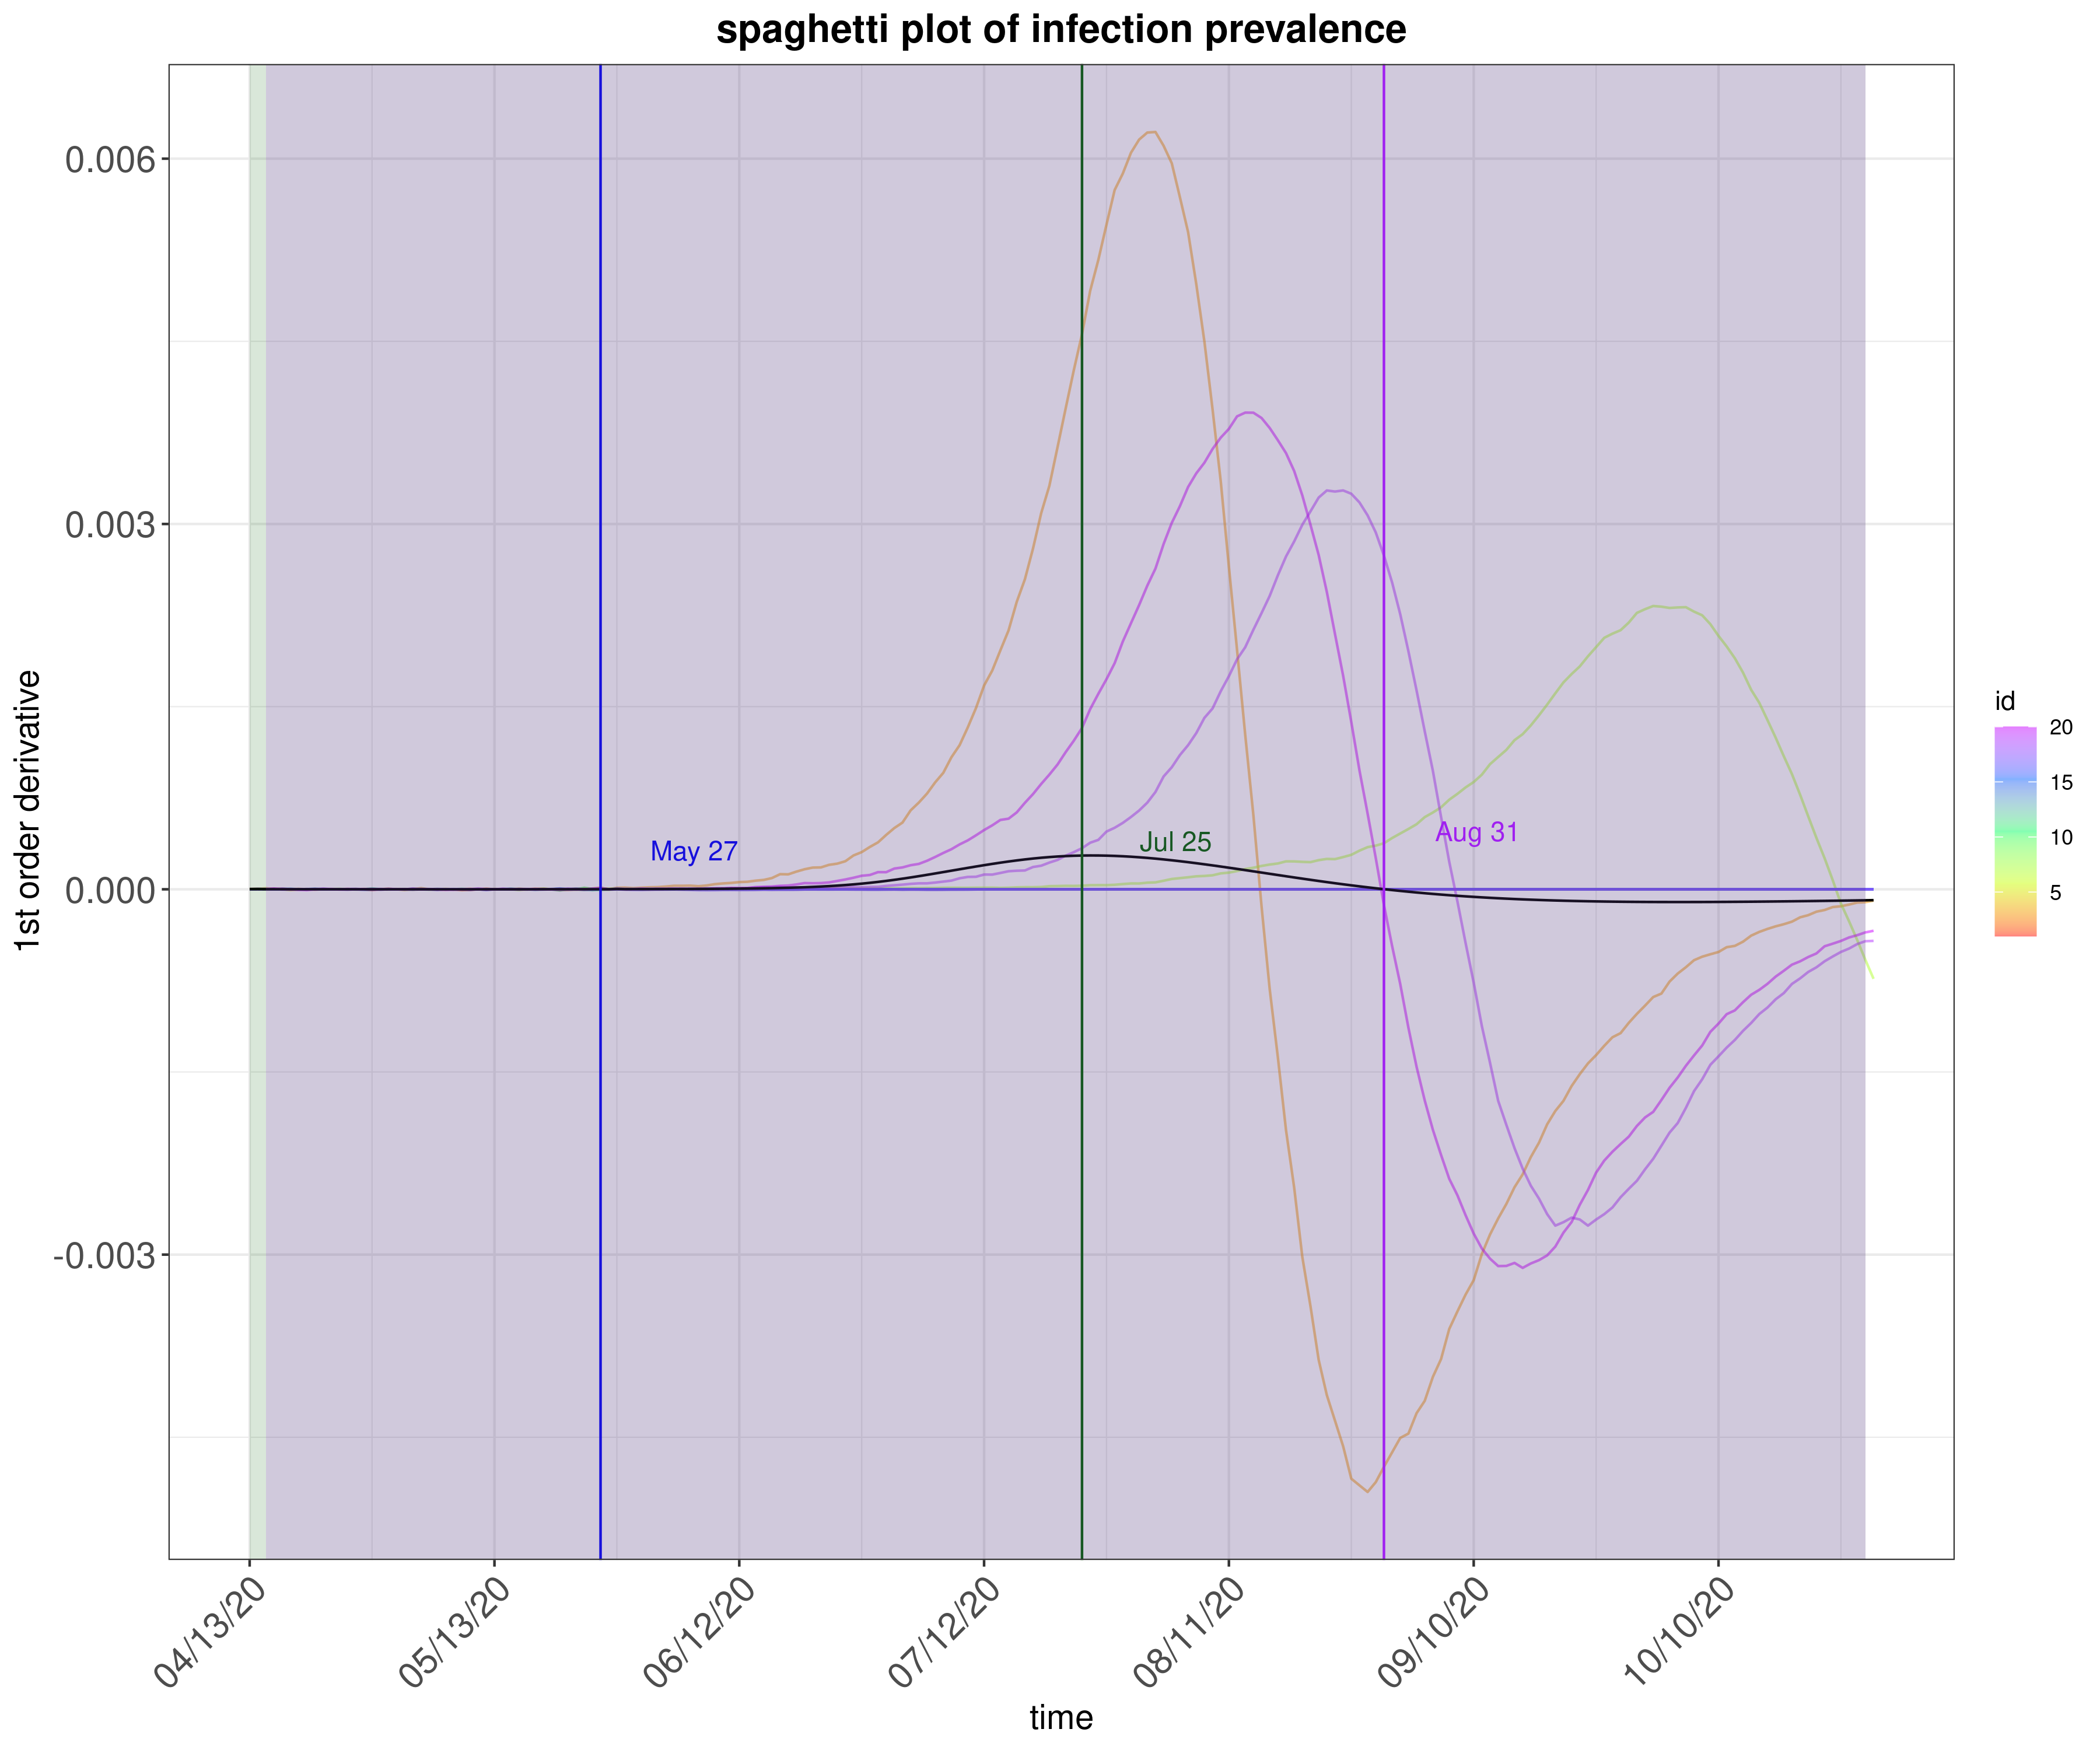 spaghetti plot of infection prevalence
1st order derivative
0.006
0.003
0.000
-0.003
May 27
Jul 25
Aug 31
04/13/20
05/13/20
06/12/20
07/12/20
08/11/20
09/10/20
10/10/20
time
id
20
15
10
5